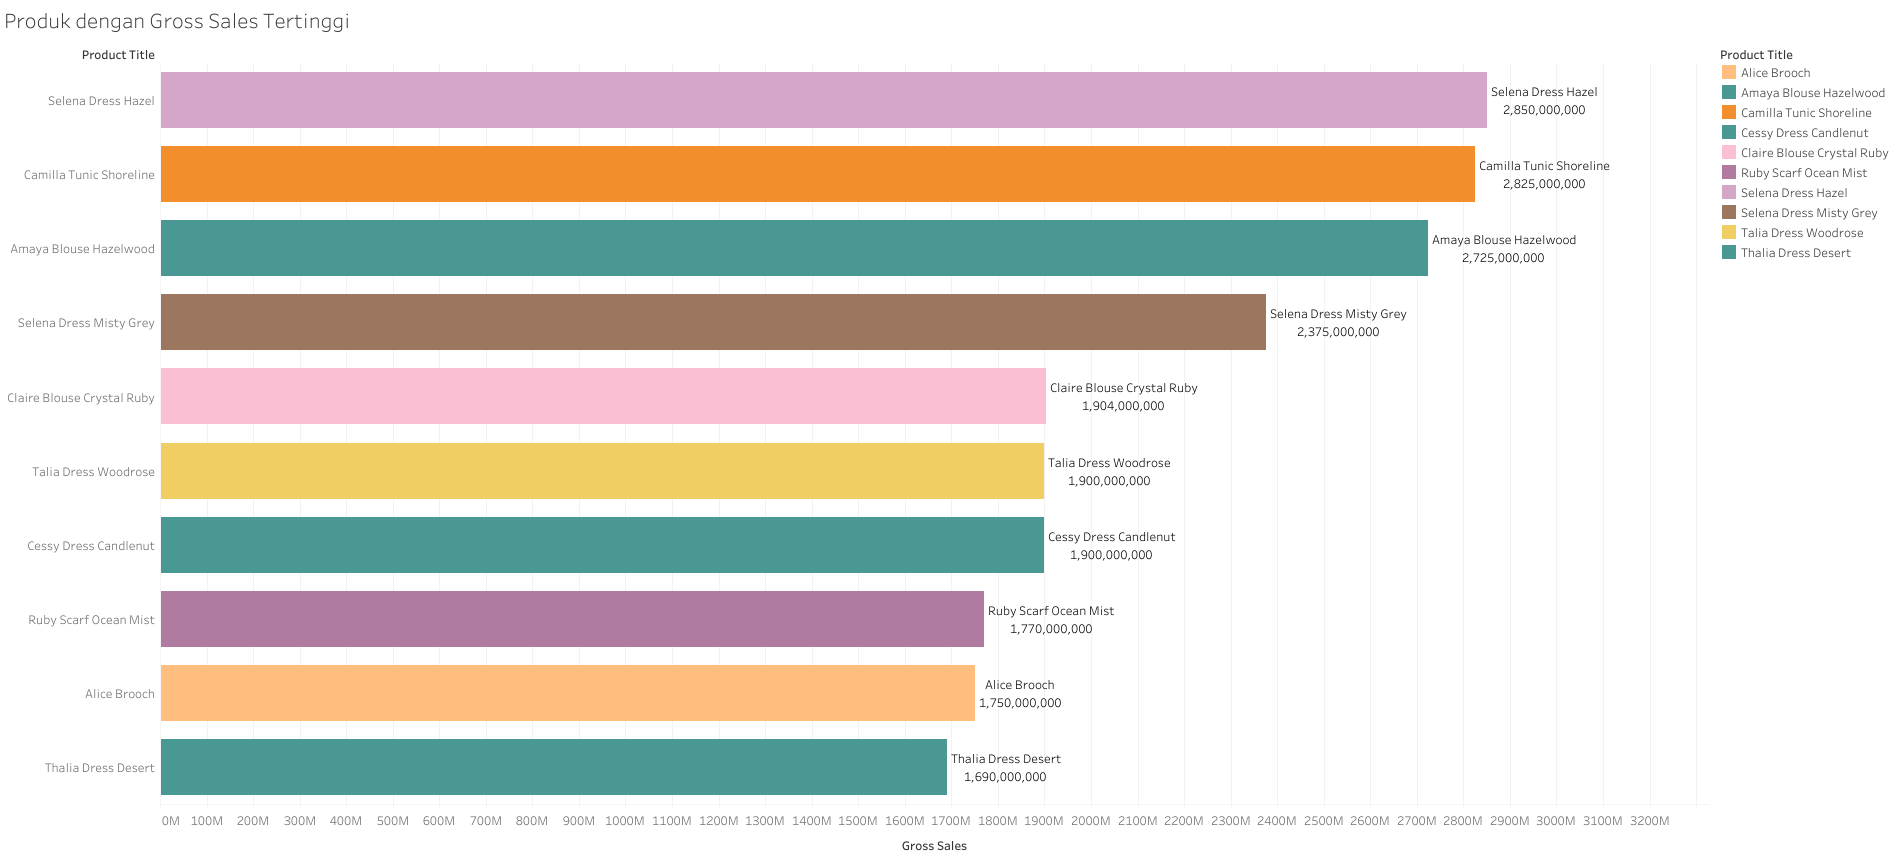 Produk dengan Gross Sales Tertinggi
Product Title
Selena Dress Hazel
Selena Dress Hazel
2,850,000,000
Camilla Tunic Shoreline
Camilla Tunic Shoreline
2,825,000,000
Amaya Blouse Hazelwood
Amaya Blouse Hazelwood
2,725,000,000
Selena Dress Misty Grey
Selena Dress Misty Grey
2,375,000,000
Claire Blouse Crystal Ruby
Claire Blouse Crystal Ruby
1,904,000,000
Talia Dress Woodrose
Talia Dress Woodrose
1,900,000,000
Cessy Dress Candlenut
Cessy Dress Candlenut
1,900,000,000
Ruby Scarf Ocean Mist
Ruby Scarf Ocean Mist
1,770,000,000
Alice Brooch
Alice Brooch
1,750,000,000
Thalia Dress Desert
Thalia Dress Desert
1,690,000,000
0M 100M 200M 300M 400M 500M 600M 700M 800M 900M 1000M 1100M 1200M 1300M 1400M 1500M 1600M 1700M 1800M 1900M 2000M 2100M 2200M 2300M 2400M 2500M 2600M 2700M 2800M 2900M 3000M 3100M 3200M
Gross Sales
Product Title
Alice Brooch
Amaya Blouse Hazelwood
Camilla Tunic Shoreline
Cessy Dress Candlenut
Claire Blouse Crystal Ruby
Ruby Scarf Ocean Mist
Selena Dress Hazel
Selena Dress Misty Grey
Talia Dress Woodrose
Thalia Dress Desert